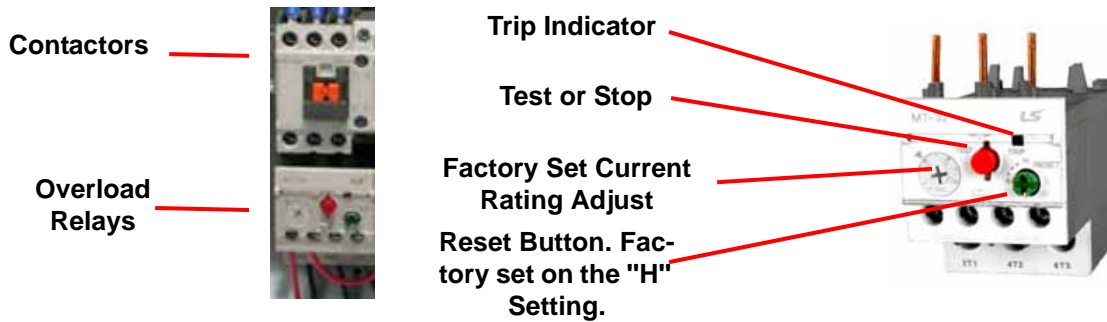 Contactors
Overload
Relays
Trip Indicator
Test or Stop
Factory Set Current
Rating Adjust
Reset Button. Fac-
tory set on the "H"
Setting.
MT-32
LS
TRIP
RESET
2T1
4T2
6T3